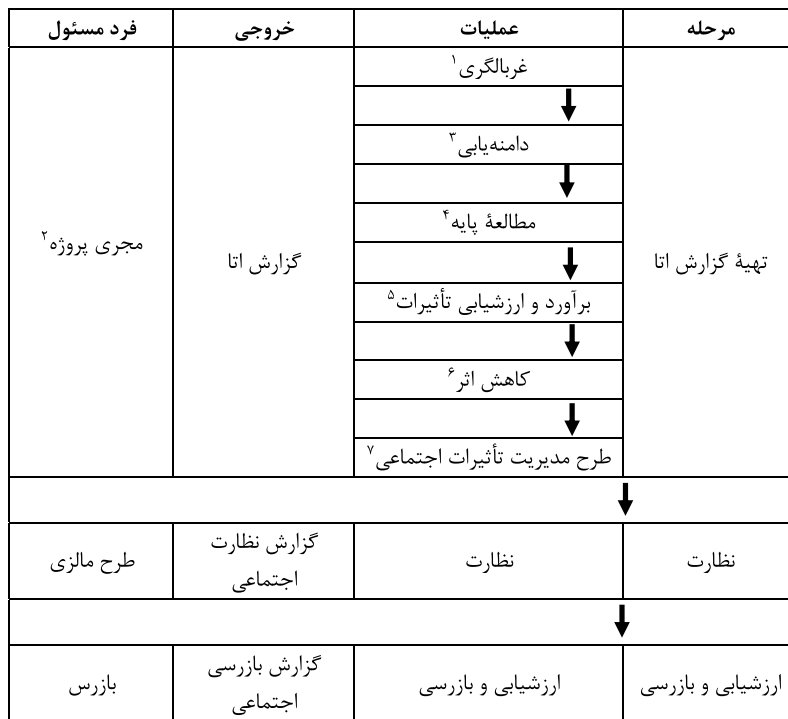 مرحله	عملیات	خروجی	فرد مسئول
غربالگری۱
دامنه‌یابی۳
مطالعۀ پایه۴
تهیۀ گزارش اتا	برآورد و ارزشیابی تأثیرات۵	گزارش اتا	مجری پروژه۲
کاهش اثر۶
طرح مدیریت تأثیرات اجتماعی۷
نظارت	نظارت	گزارش نظارت	طرح مالزی
اجتماعی
ارزشیابی و بازرسی	ارزشیابی و بازرسی	گزارش بازرسی	بازرس
اجتماعی